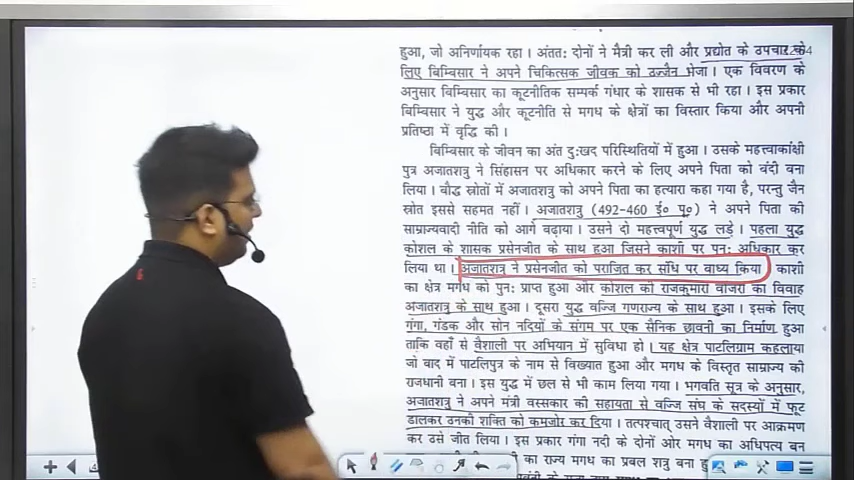 हुआ, जो अनिर्णायक रहा । अंततः दोनों ने मैत्री कर ली और प्रद्योत के उपचार के
लिए बिम्बिसार ने अपने चिकित्सक जीवक को उज्जैन भेजा । एक विवरण के
अनुसार बिम्बिसार का कूटनीतिक सम्पर्क गंधार के शासक से भी रहा । इस प्रकार
बिम्बिसार ने युद्ध और कूटनीति से मगध के क्षेत्रों का विस्तार किया और अपनी
प्रतिष्ठा में वृद्धि की ।
बिम्बिसार के जीवन का अंत दुःखद परिस्थितियों में हुआ । उसके महत्त्वाकांक्षी
पुत्र अजातशत्रु ने सिंहासन पर अधिकार करने के लिए अपने पिता को बंदी बना
लिया । बौद्ध स्रोतों में अजातशत्रु को अपने पिता का हत्यारा कहा गया है, परन्तु जैन
स्रोत इससे सहमत नहीं । अजातशत्रु (492-460 ई० पू०) ने अपने पिता की
साम्राज्यवादी नीति को आगे बढ़ाया । उसने दो महत्त्वपूर्ण युद्ध लड़े । पहला युद्ध
कोशल के शासक प्रसेनजीत के साथ हुआ जिसने काशी पर पुनः अधिकार कर
लिया था । अजातशत्रु ने प्रसेनजीत को पराजित कर संधि पर बाध्य किया काशी
का क्षेत्र मगध को पुनः प्राप्त हुआ और कोशल की राजकुमारी वाजिरा का विवाह
अजातशत्रु के साथ हुआ । दूसरा युद्ध वज्जि गणराज्य के साथ हुआ । इसके लिए
गंगा, गंडक और सोन नदियों के संगम पर एक सैनिक छावनी का निर्माण हुआ
ताकि वहाँ से वैशाली पर अभियान में सुविधा हो । यह क्षेत्र पाटलिग्राम कहलाया
जो बाद में पाटलिपुत्र के नाम से विख्यात हुआ और मगध के विस्तृत साम्राज्य की
राजधानी बना । इस युद्ध में छल से भी काम लिया गया । भगवति सूत्र के अनुसार,
अजातशत्रु ने अपने मंत्री वस्सकार की सहायता से वज्जि संघ के सदस्यों में फूट
डालकर उनकी शक्ति को कमजोर कर दिया । तत्पश्चात् उसने वैशाली पर आक्रमण
कर उसे जीत लिया । इस प्रकार गंगा नदी के दोनों ओर मगध का अधिपत्य बन
का राज्य मगध का प्रबल शत्रु बना